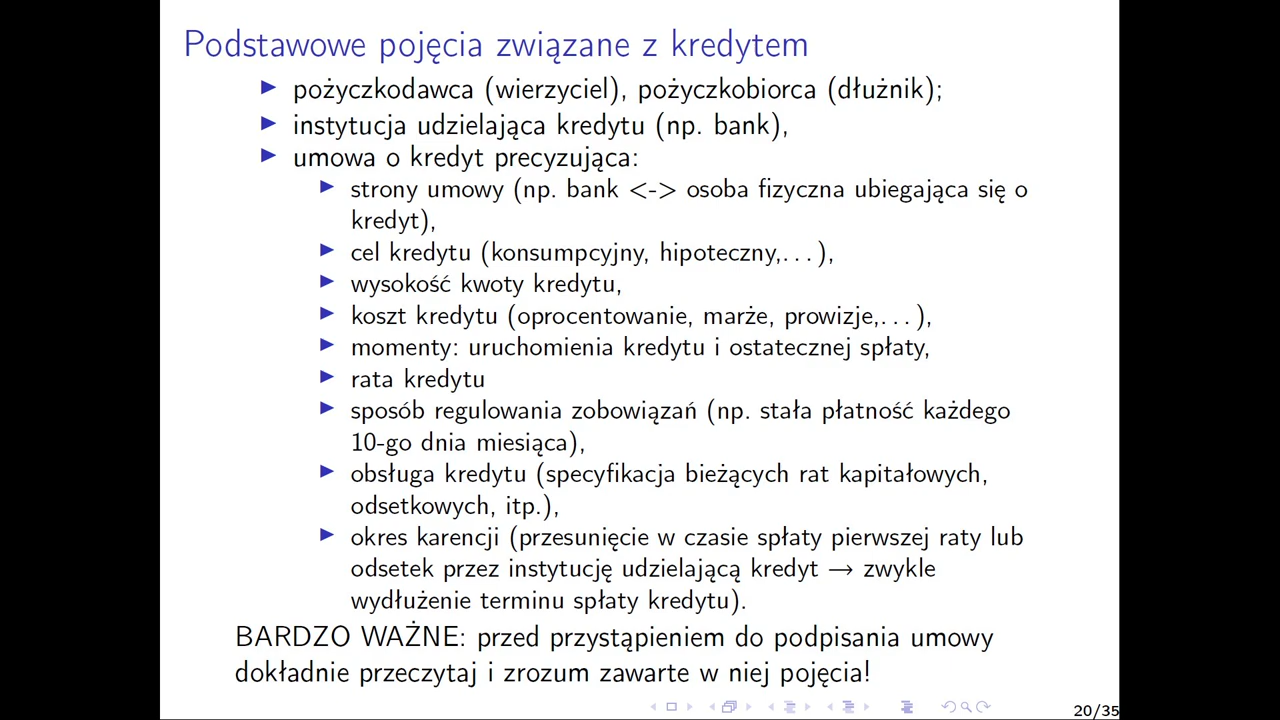 Podstawowe pojęcia związane z kredytem
pożyczkodawca (wierzyciel), pożyczkobiorca (dłużnik);
instytucja udzielająca kredytu (np. bank),
umowa o kredyt precyzująca:
strony umowy (np. bank <-> osoba fizyczna ubiegająca się o
kredyt),
cel kredytu (konsumpcyjny, hipoteczny,...),
wysokość kwoty kredytu,
koszt kredytu (oprocentowanie, marże, prowizje,...),
momenty: uruchomienia kredytu i ostatecznej spłaty,
rata kredytu
sposób regulowania zobowiązań (np. stała płatność każdego
10-go dnia miesiąca),
obsługa kredytu (specyfikacja bieżących rat kapitałowych,
odsetkowych, itp.),
okres karencji (przesunięcie w czasie spłaty pierwszej raty lub
odsetek przez instytucję udzielającą kredyt → zwykle
wydłużenie terminu spłaty kredytu).
BARDZO WAŻNE: przed przystąpieniem do podpisania umowy
dokładnie przeczytaj i zrozum zawarte w niej pojęcia!
20/35